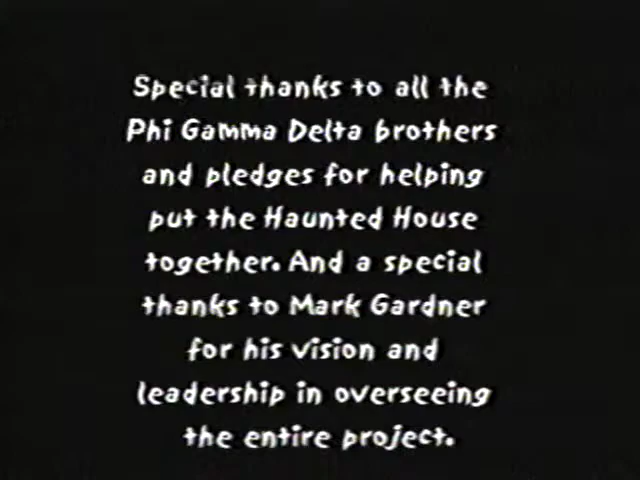 Special thanks to all the
Phi Gamma Delta brothers
and pledges for helping
put the Haunted House
together. And a special
thanks to Mark Gardner
for his vision and
leadership in overseeing
the entire project.